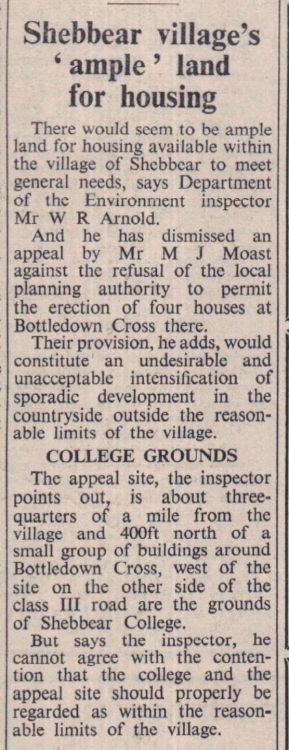 Shebbear village's
' ample ' land
for housing
There would seem to be ample
land for housing available within
the village of Shebbear to meet
general needs, says Department
of the Environment inspector
Mr W R Arnold.
And he has dismissed an
appeal by Mr M J Moast
against the refusal of the local
planning authority to permit
the erection of four houses at
Bottledown Cross there.
Their provision, he adds, would
constitute an undesirable and
unacceptable intensification of
sporadic development in the
countryside outside the reason-
able limits of the village.
COLLEGE GROUNDS
The appeal site, the inspector
points out, is about three-
quarters of a mile from the
village and 400ft north of a
small group of buildings around
Bottledown Cross, west of the
site on the other side of the
class III road are the grounds
of Shebbear College.
But says the inspector, he
cannot agree with the conten-
tion that the college and the
appeal site should properly be
regarded as within the reason-
able limits of the village.